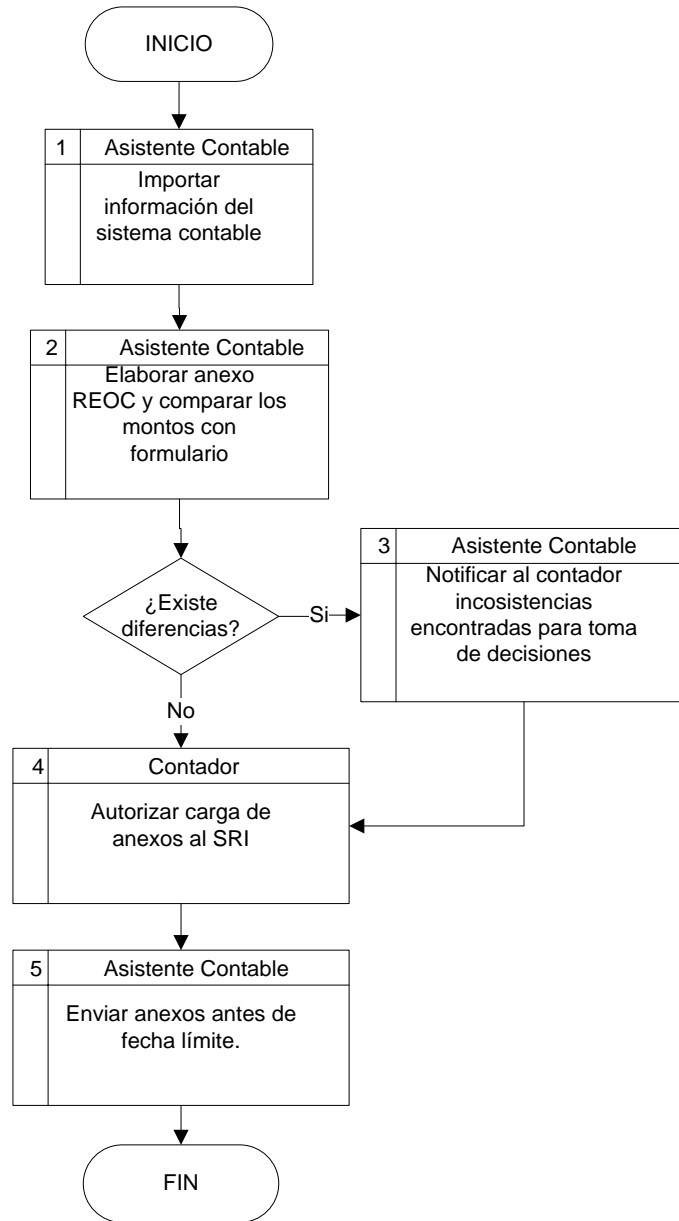 INICIO
1 Asistente Contable
Importar
información del
sistema contable
2 Asistente Contable
Elaborar anexo
REOC y comparar los
montos con
formulario
¿Existe
diferencias?
Si
3 Asistente Contable
Notificar al contador
incosistencias
encontradas para toma
de decisiones
No
4 Contador
Autorizar carga de
anexos al SRI
5 Asistente Contable
Enviar anexos antes de
fecha límite.
FIN